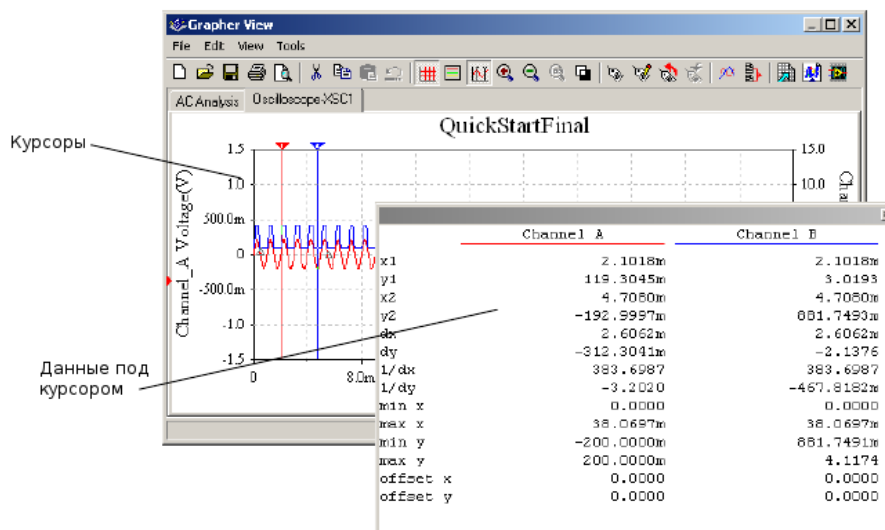 Grapher View
File Edit View Tools
AC Analysis Oscilloscope-XSC1
QuickStartFinal
Курсоры
1.5 15.0
1.0 10.0
500.0m
0
-500.0m
-1.0
-1.5
Channel_A Voltage(V)
0 8.0m
Данные под
курсором
Channel A Channel B
x1 2.1018m 2.1018m
y1 119.3045m 3.0193
x2 4.7080m 4.7080m
y2 -192.9997m 881.7493m
dx 2.6062m 2.6062m
dy -312.3041m -2.1376
1/dx 383.6987 383.6987
1/dy -3.2020 -467.8182m
min x 0.0000 0.0000
max x 38.0697m 38.0697m
min y -200.0000m 881.7491m
max y 200.0000m 4.1174
offset x 0.0000 0.0000
offset y 0.0000 0.0000